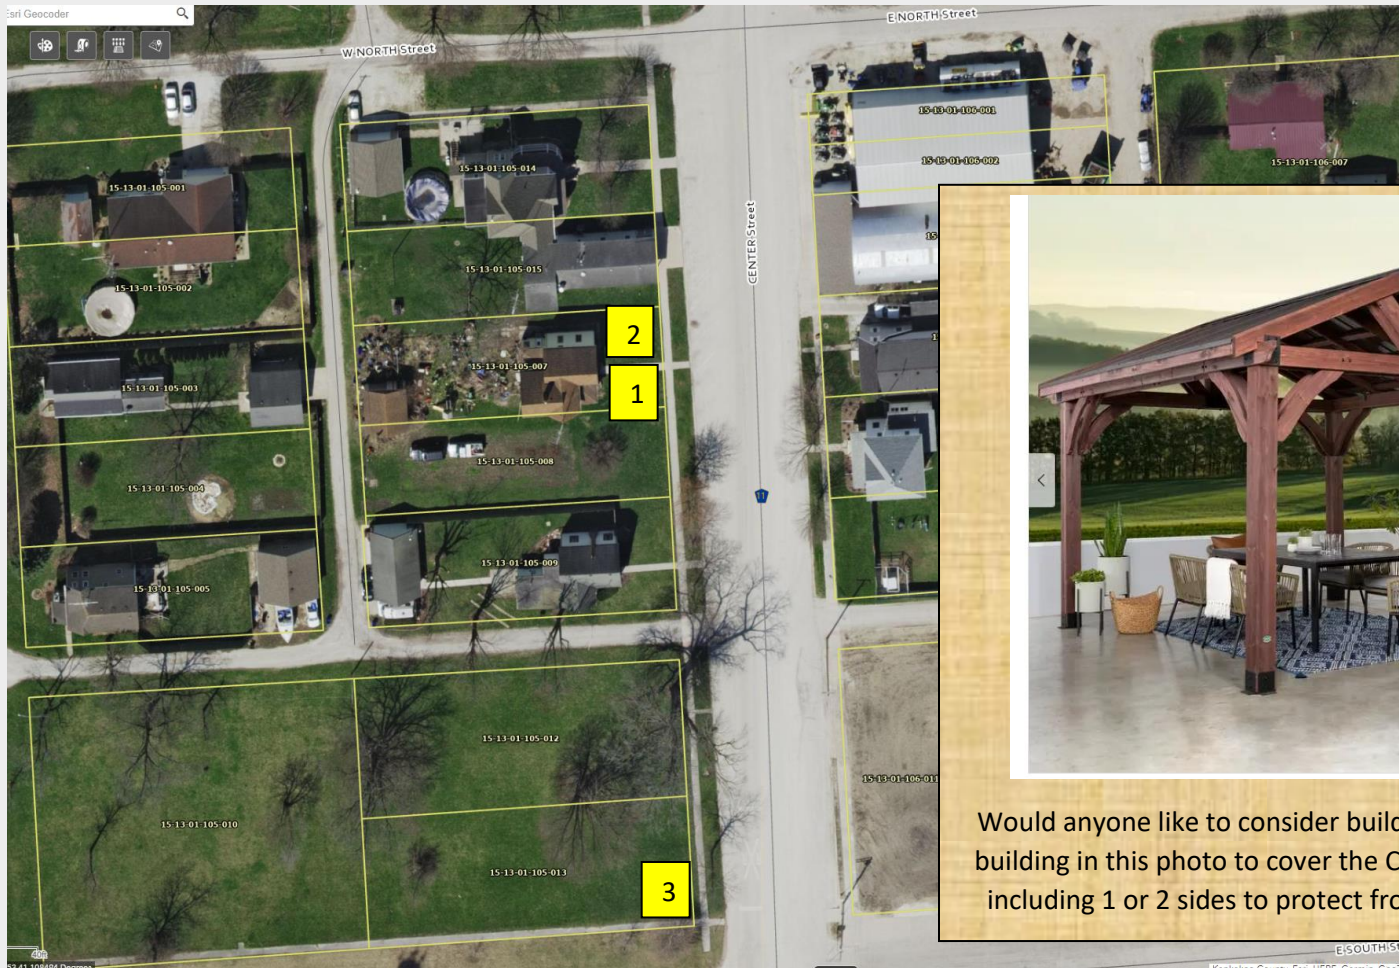 Esri Geocoder
E NORTH Street
W NORTH Street
15-13-01-106-001
15-13-01-106-002
15-13-01-106-007
15-13-01-105-014
15-13-01-105-001
CENTER Street
15
15-13-01-105-015
15-13-01-105-002
2
1
15-13-01-105-007
15-13-01-105-003
1
15-13-01-105-008
15-13-01-105-004
11
15-13-01-105-009
15-13-01-105-005
15-13-01-105-012
15-13-01-106-011
15-13-01-105-010
15-13-01-105-013
3
Would anyone like to consider build
building in this photo to cover the C
including 1 or 2 sides to protect fro
E SOUTH St
40ft